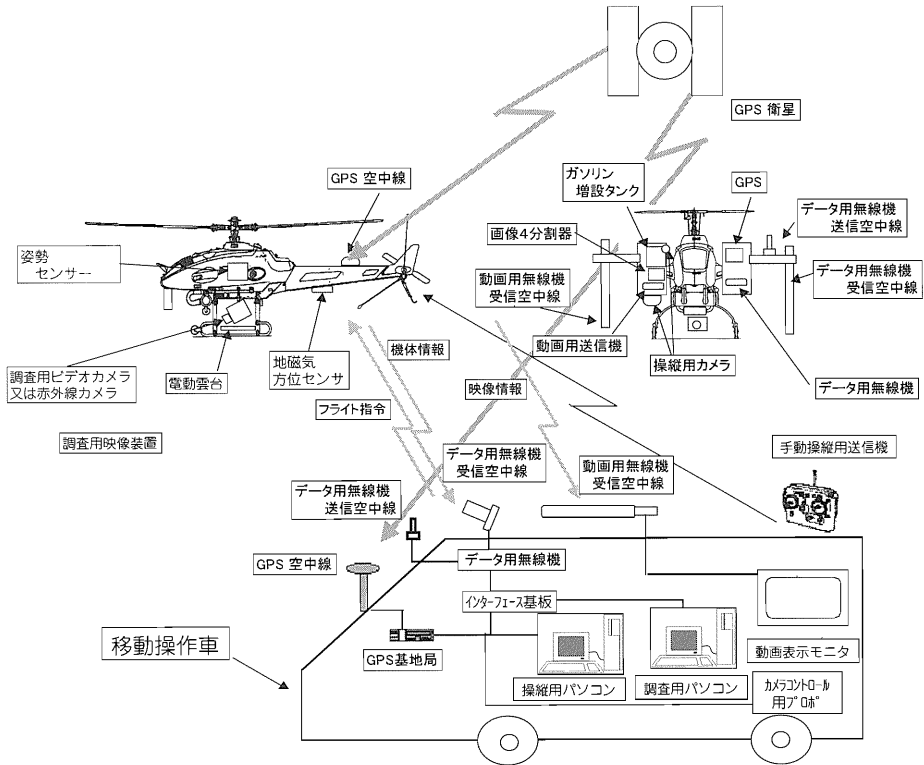 GPS 衛星
GPS 空中線
ガソリン
増設タンク
GPS
データ用無線機
送信空中線
画像4分割器
姿勢
センサー
動画用無線機
受信空中線
データ用無線機
受信空中線
動画用送信機
操縦用カメラ
データ用無線機
調査用ビデオカメラ
又は赤外線カメラ
電動雲台
地磁気
方位センサ
機体情報
映像情報
フライト指令
調査用映像装置
データ用無線機
受信空中線
動画用無線機
受信空中線
手動操縦用送信機
データ用無線機
送信空中線
GPS 空中線
データ用無線機
インターフェース基板
移動操作車
GPS基地局
操縦用パソコン
調査用パソコン
動画表示モニタ
カメラコントロール
用プロポ